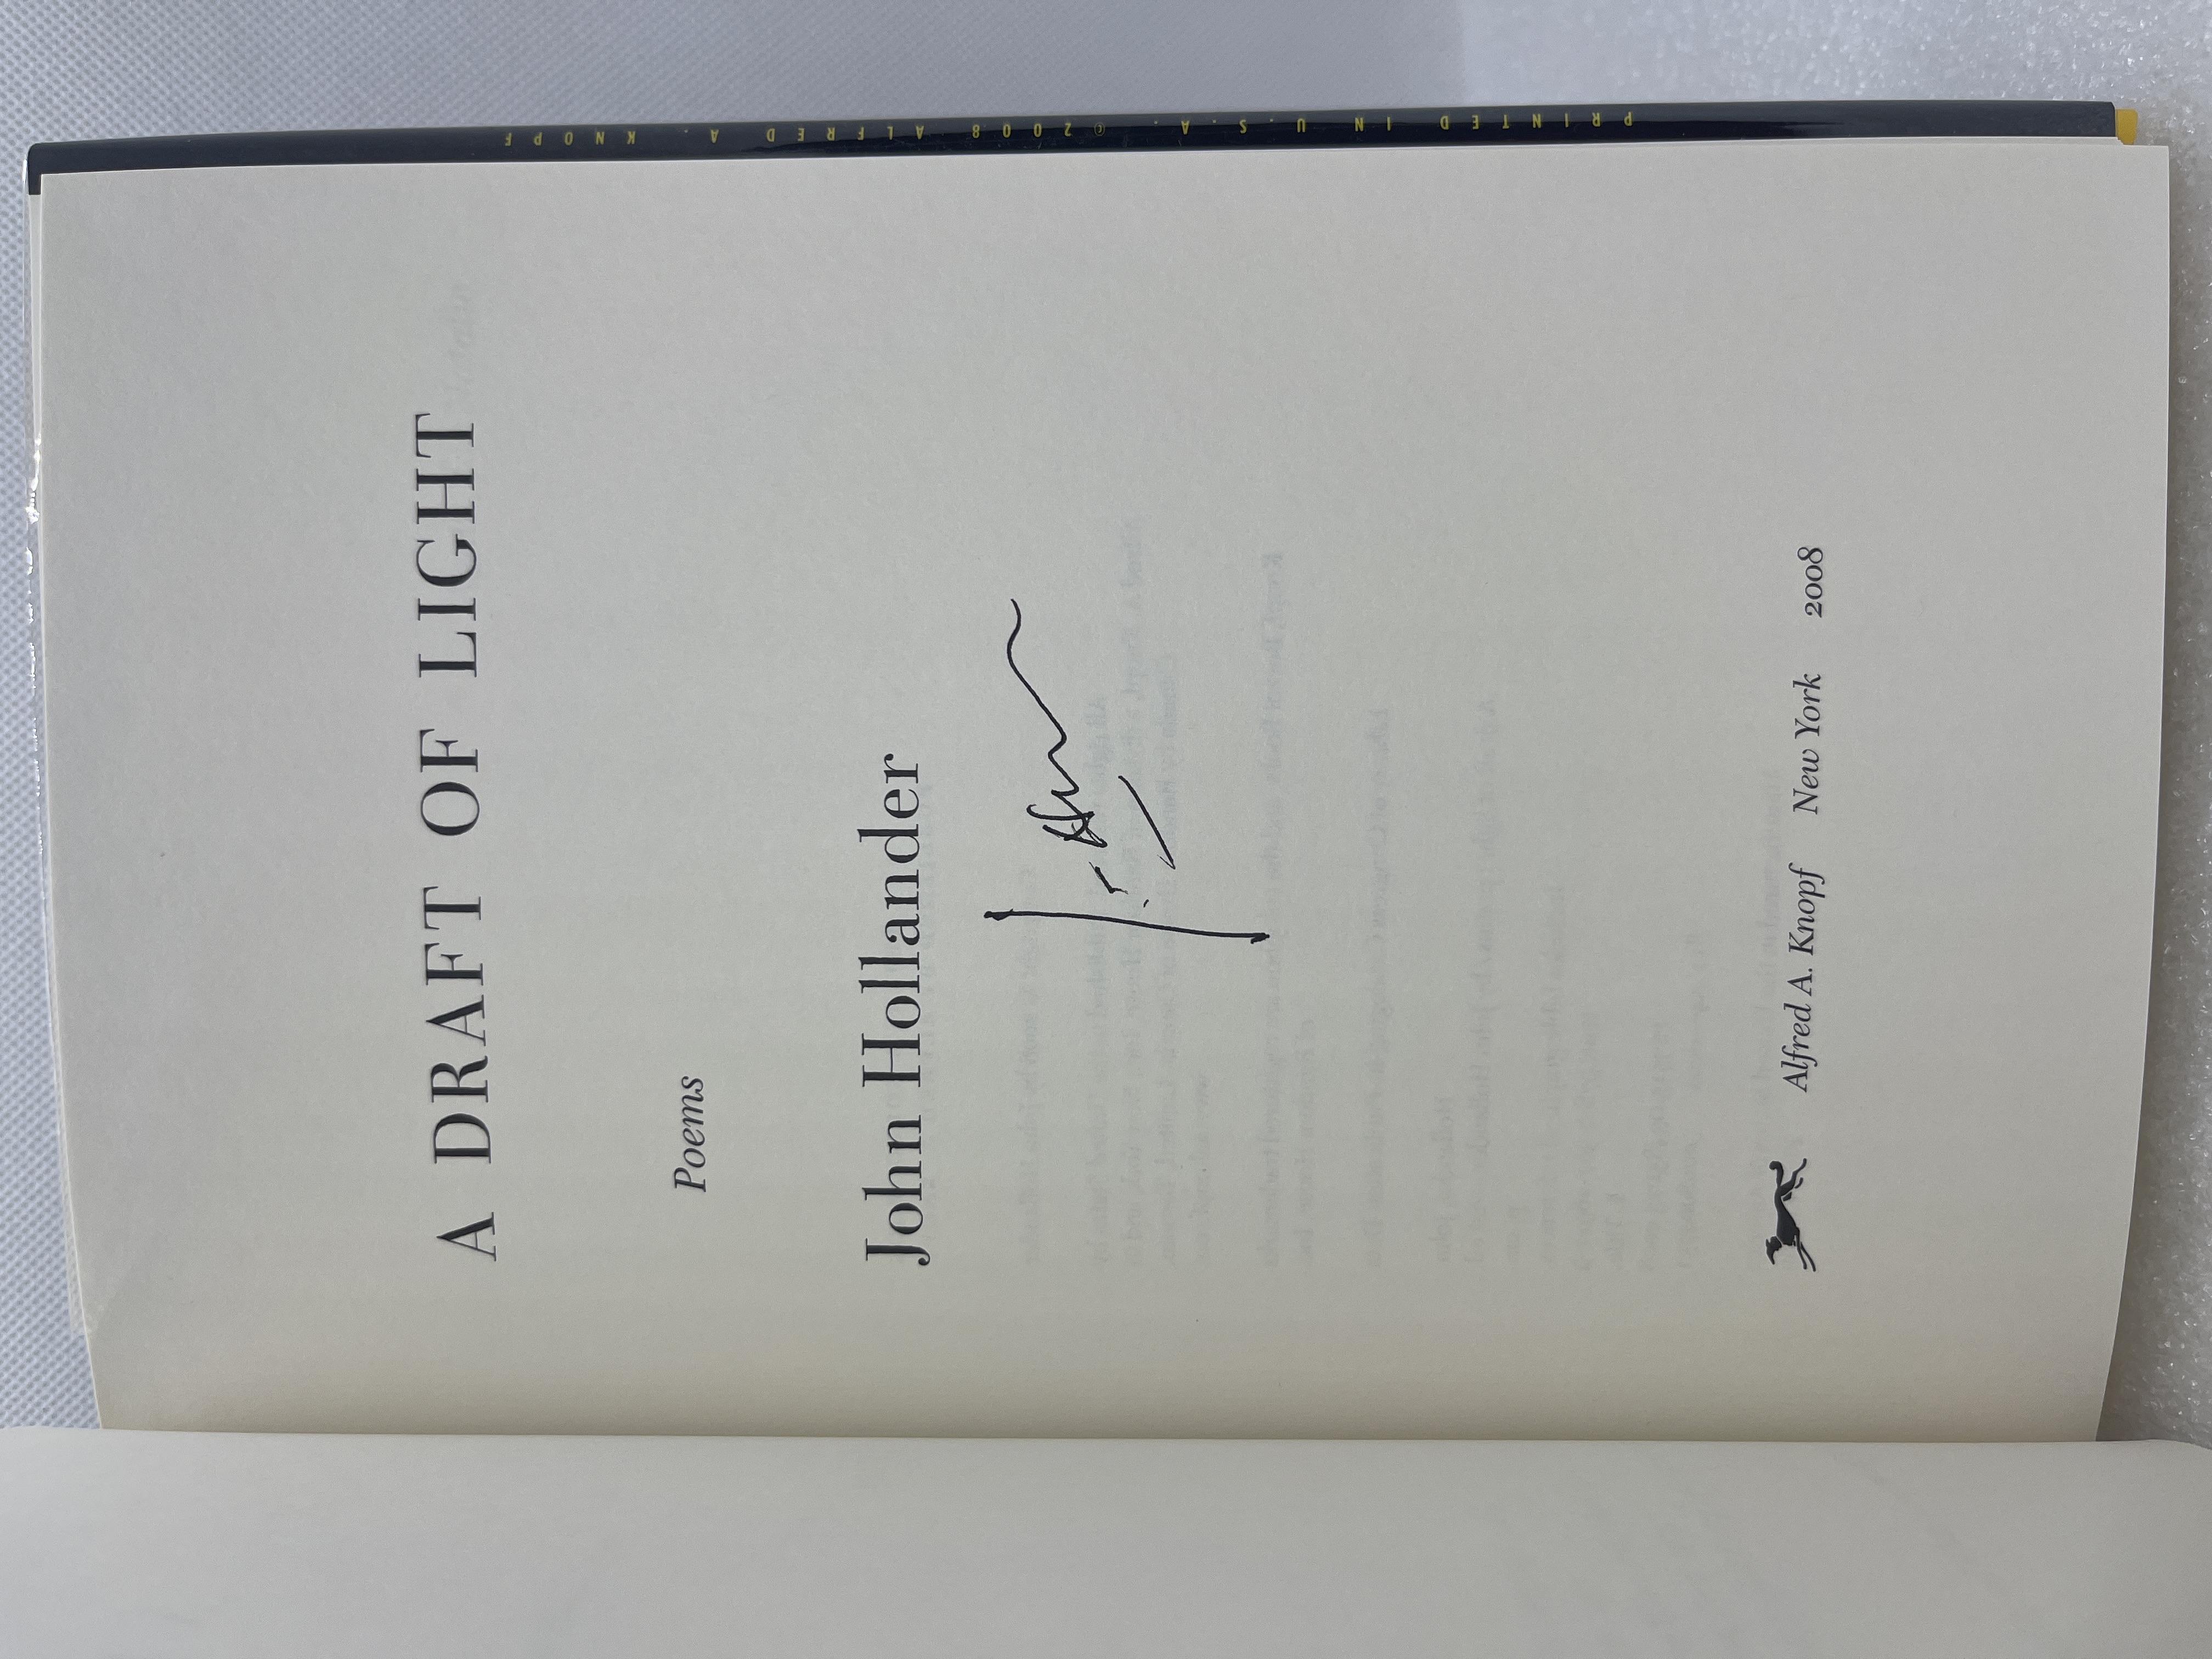 A DRAFT OF LIGHT
Poems
John Hollander
Alfred A. Knopf New York 2008
PRINTED IN U.S.A. © 2008 ALFRED A. KNOPF